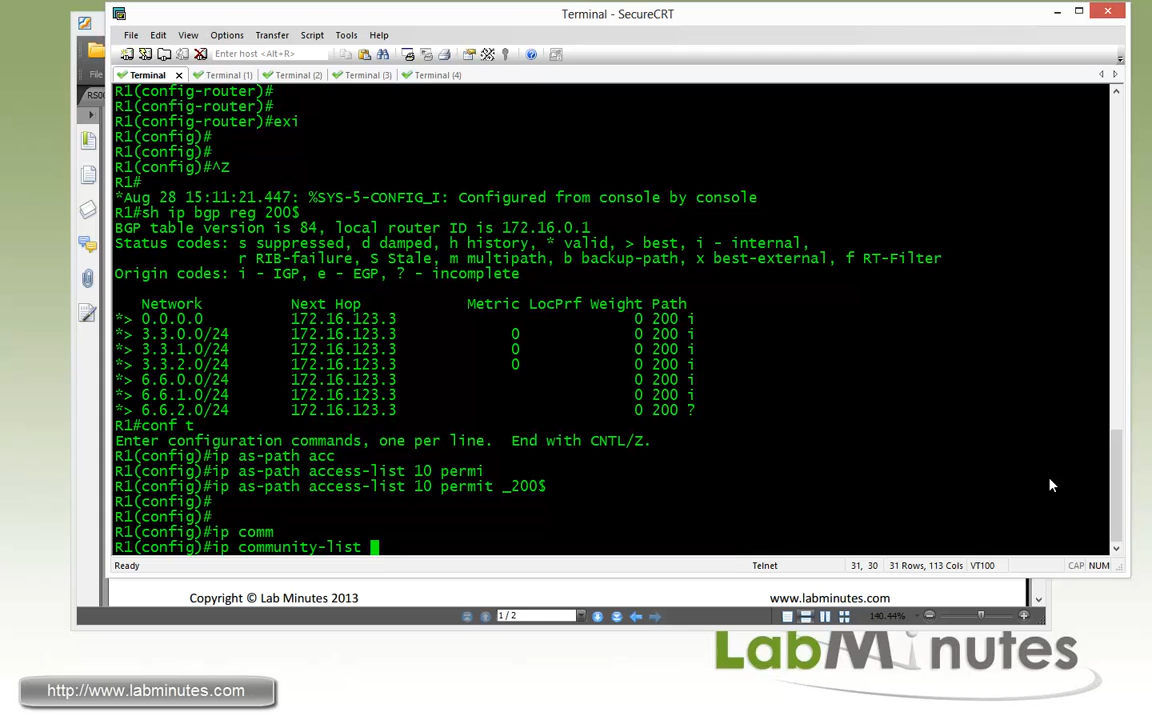 Terminal - SecureCRT
File Edit View Options Transfer Script Tools Help
Enter host <Alt+R>
File
Terminal Terminal (1) Terminal (2) Terminal (3) Terminal (4)
R1(config-router)#
R1(config-router)#
R1(config-router)#exi
R1(config)#
R1(config)#
R1(config)#^Z
R1#
*Aug 28 15:11:21.447: %SYS-5-CONFIG_I: Configured from console by console
R1#sh ip bgp reg 200$
BGP table version is 84, local router ID is 172.16.0.1
Status codes: s suppressed, d damped, h history, * valid, > best, i - internal,
r RIB-failure, S Stale, m multipath, b backup-path, x best-external, f RT-Filter
Origin codes: i - IGP, e - EGP, ? - incomplete
Network Next Hop Metric LocPrf Weight Path
*> 0.0.0.0 172.16.123.3 0 200 i
*> 3.3.0.0/24 172.16.123.3 0 0 200 i
*> 3.3.1.0/24 172.16.123.3 0 0 200 i
*> 3.3.2.0/24 172.16.123.3 0 0 200 i
*> 6.6.0.0/24 172.16.123.3 0 200 i
*> 6.6.1.0/24 172.16.123.3 0 200 i
*> 6.6.2.0/24 172.16.123.3 0 200 ?
R1#conf t
Enter configuration commands, one per line. End with CNTL/Z.
R1(config)#ip as-path acc
R1(config)#ip as-path access-list 10 permi
R1(config)#ip as-path access-list 10 permit _200$
R1(config)#
R1(config)#
R1(config)#ip comm
R1(config)#ip community-list
Ready Telnet 31, 30 31 Rows, 113 Cols VT100 CAP NUM
Copyright © Lab Minutes 2013 www.labminutes.com
1 / 2 140.44%
LabMinutes
http://www.labminutes.com